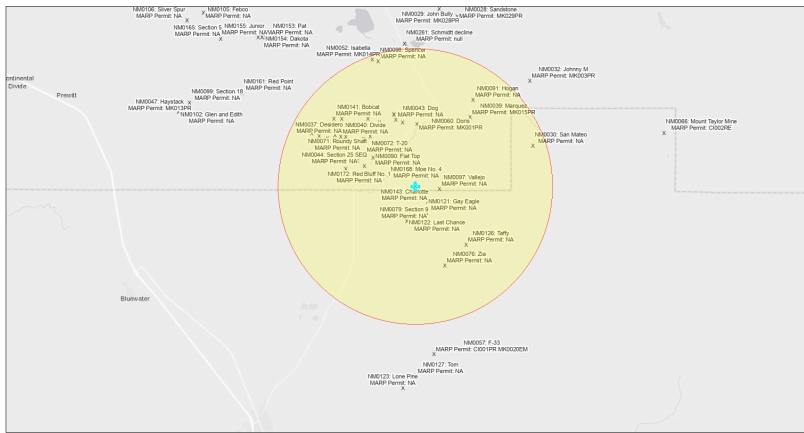 NM0106: Silver Spur
MARP Permit: NA
NM0105: Febco
MARP Permit: NA
NM0165: Section 5
MARP Permit: NA
NM0155: Junior
NM0153: Pat
MARP Permit: NA
NM0154: Dakota
MARP Permit: NA
NM0029: John Bully
MARP Permit: MK028PR
NM0028: Sandstone
MARP Permit: MK029PR
NM0261: Schmidtt decline
MARP Permit: null
NM0052: Isabella
MARP Permit: MK014PR
Spencer
MARP Permit: NA
NM0032: Johnny M
MARP Permit: MK003PR
ontinental
Divide
Prewitt
NM0161: Red Point
MARP Permit: NA
NM0099: Section 18
MARP Permit: NA
NM0047: Haystack
MARP Permit: MK013PR
NM0102: Glen and Edith
MARP Permit: NA
NM0091: Hogan
MARP Permit: NA
NM0039: Marquez
MARP Permit: MK015PR
NM0141: Bobcat
MARP Permit: NA
NM0043: Dog
MARP Permit: NA
NM0060: Doris
MARP Permit: MK001PR
NM0037: Desidero
MARP Permit: NA
NM0040: Divide
MARP Permit: NA
NM0066: Mount Taylor Mine
MARP Permit: CI002RE
NM0030: San Mateo
MARP Permit: NA
NM0071: Roundy Shaft
MARP Permit: NA
NM0072: T-20
MARP Permit: NA
NM0044: Section 25 SEQ
MARP Permit: NA
NM0080: Flat Top
MARP Permit: NA
NM0168: Moe No. 4
MARP Permit: NA
NM0172: Red Bluff No. 1
MARP Permit: NA
NM0097: Vallejo
MARP Permit: NA
NM0143: Charlotte
MARP Permit: NA
NM0121: Gay Eagle
MARP Permit: NA
NM0079: Section 9
MARP Permit: NA
NM0122: Last Chance
MARP Permit: NA
NM0126: Taffy
MARP Permit: NA
NM0076: Zia
MARP Permit: NA
Bluewater
NM0057: F-33
MARP Permit: CI001PR MK0020EM
NM0127: Tom
MARP Permit: NA
NM0123: Lone Pine
MARP Permit: NA